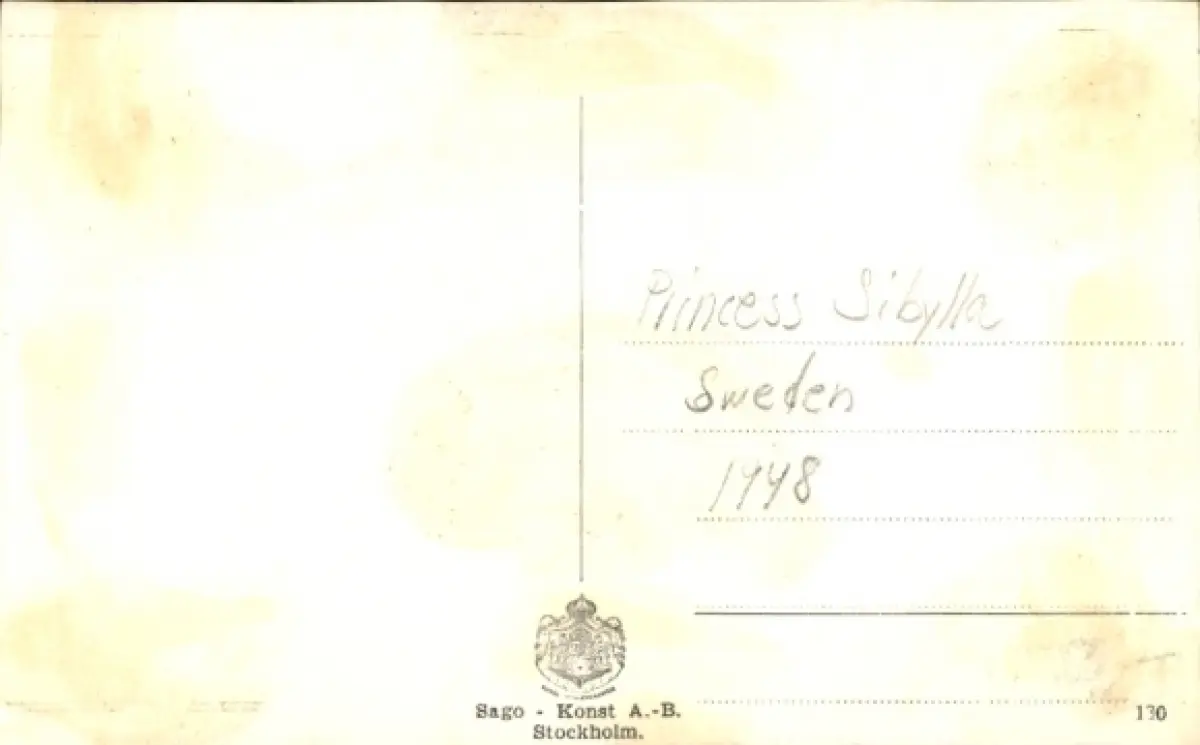 Princess Sibylla
Sweden
1948
Sago - Konst A.-B.
Stockholm.
130